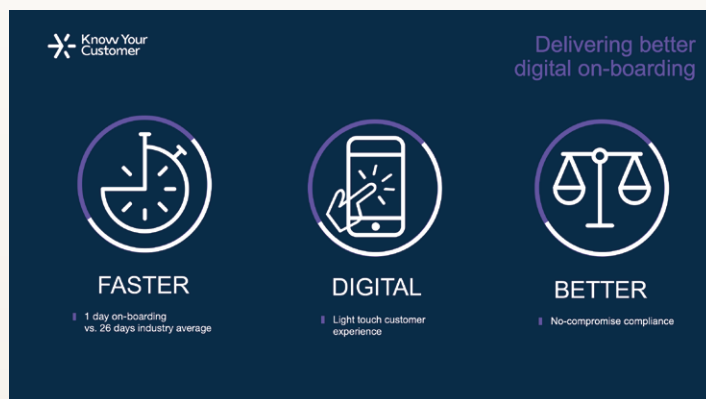 Know Your
Customer
Delivering better
digital on-boarding
FASTER
1 day on-boarding
vs. 26 days industry average
DIGITAL
Light touch customer
experience
BETTER
No-compromise compliance